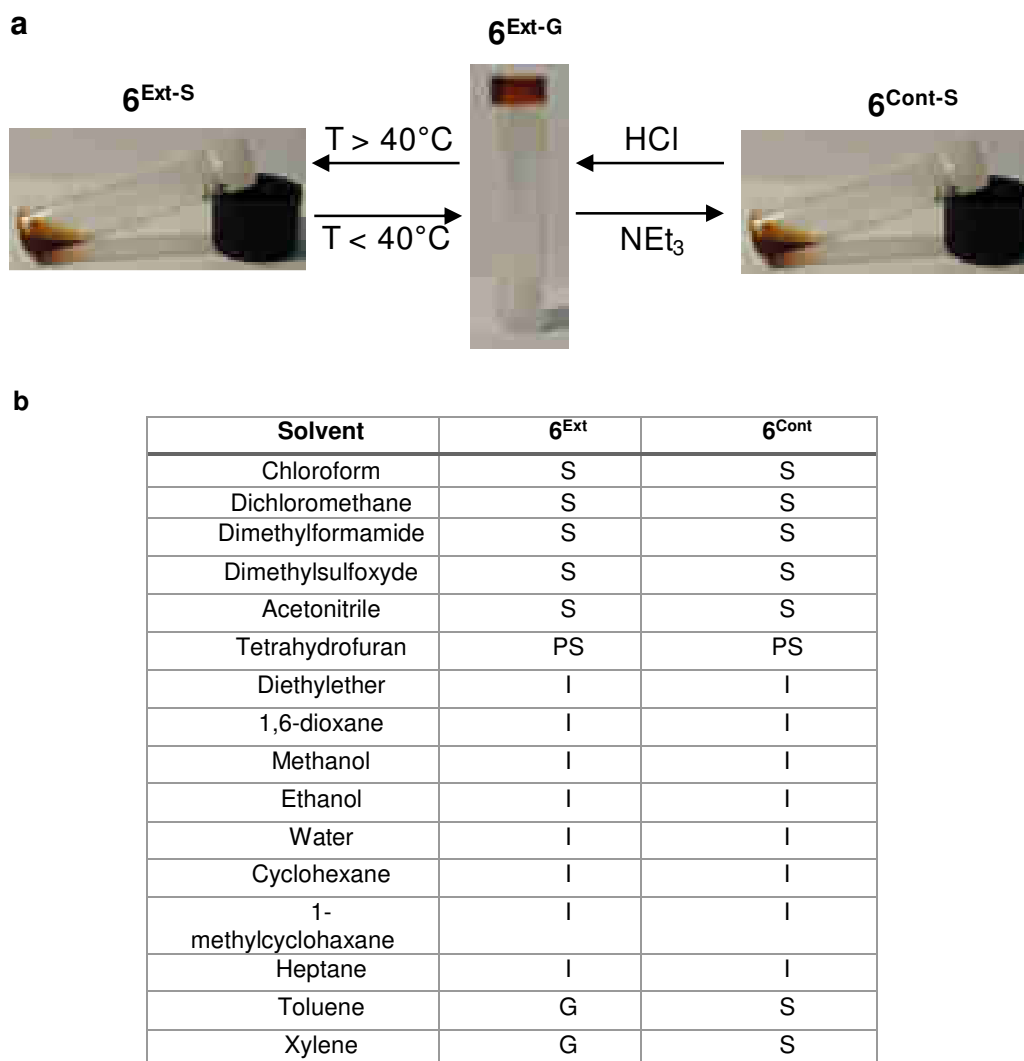 a
6Ext-G
6Ext-S
6Cont-S
T > 40°C
HCl
T < 40°C
NEt3
b
Solvent 6Ext 6Cont
Chloroform S S
Dichloromethane S S
Dimethylformamide S S
Dimethylsulfoxyde S S
Acetonitrile S S
Tetrahydrofuran PS PS
Diethylether I I
1,6-dioxane I I
Methanol I I
Ethanol I I
Water I I
Cyclohexane I I
1- I I
methylcyclohaxane
Heptane I I
Toluene G S
Xylene G S